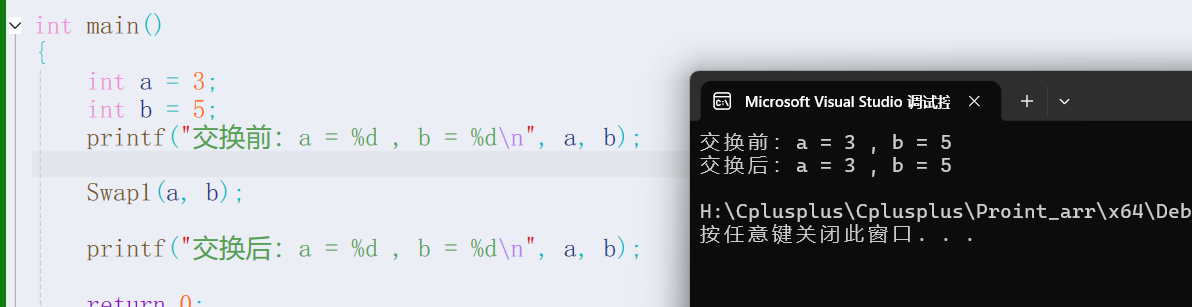 int main()
{
int a = 3;
int b = 5;
printf("交换前: a = %d , b = %d\n", a, b);
Swap1(a, b);
printf("交换后: a = %d , b = %d\n", a, b);
return 0;
Microsoft Visual Studio 调试控
交换前: a = 3 , b = 5
交换后: a = 3 , b = 5
H:\Cplusplus\Cplusplus\Proint_arr\x64\Deb
按任意键关闭此窗口. . .